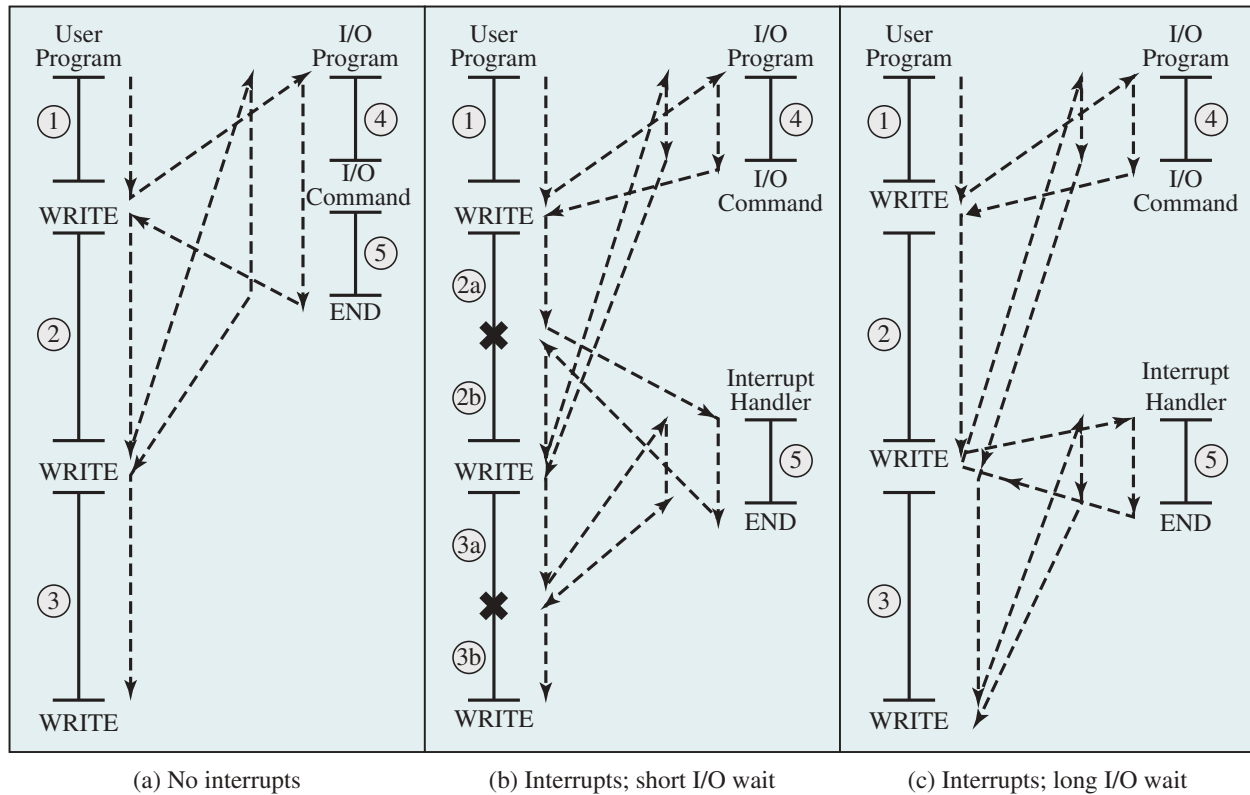 User
Program
I/O
Program
1
4
I/O
Command
WRITE
5
2
END
WRITE
3
WRITE
User
Program
I/O
Program
1
4
I/O
Command
WRITE
2a
2b
Interrupt
Handler
WRITE
5
END
3a
3b
WRITE
User
Program
I/O
Program
1
4
I/O
Command
WRITE
2
Interrupt
Handler
WRITE
5
END
3
WRITE
(a) No interrupts
(b) Interrupts; short I/O wait
(c) Interrupts; long I/O wait